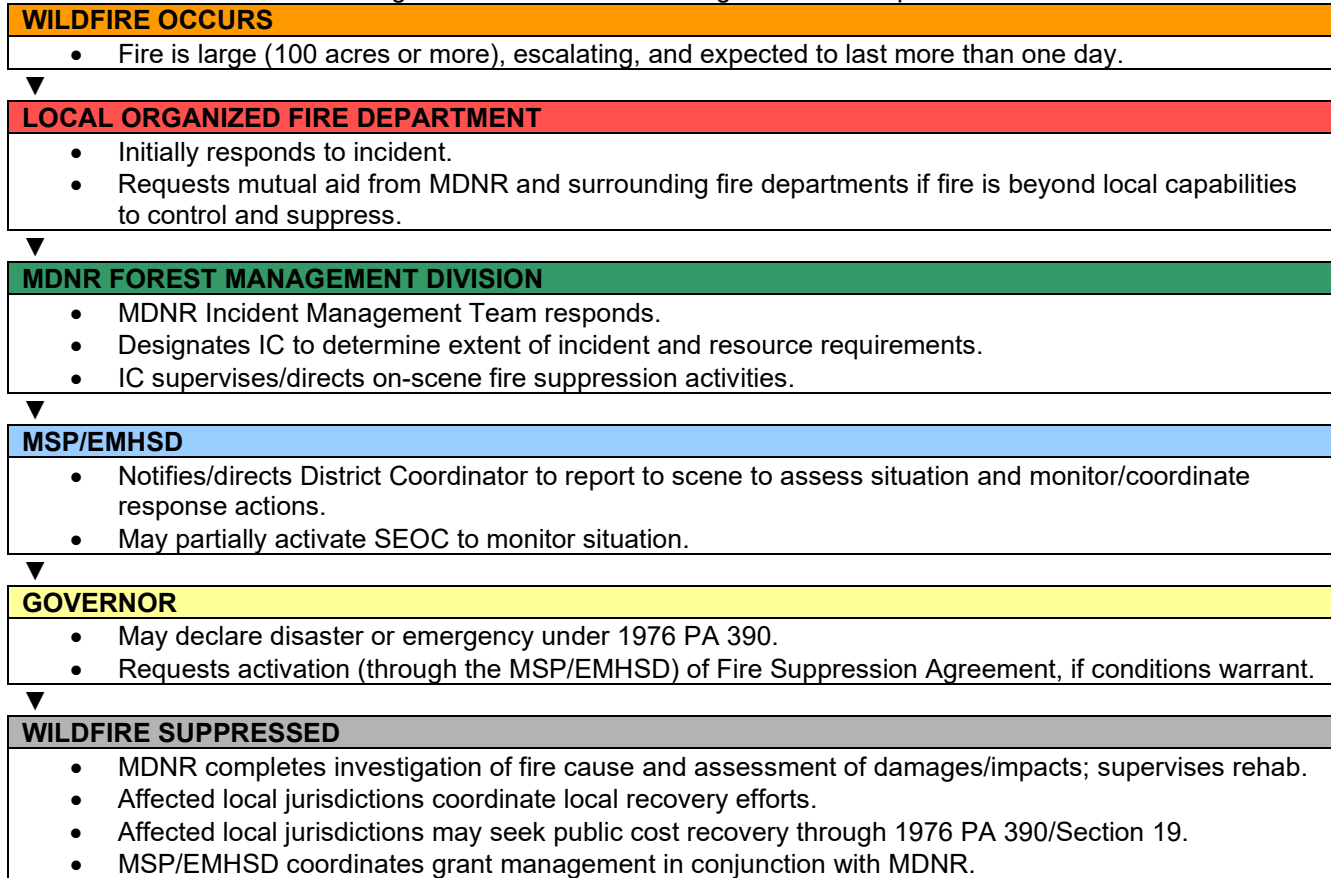 WILDFIRE OCCURS
• Fire is large (100 acres or more), escalating, and expected to last more than one day.
▼
LOCAL ORGANIZED FIRE DEPARTMENT
• Initially responds to incident.
• Requests mutual aid from MDNR and surrounding fire departments if fire is beyond local capabilities
to control and suppress.
▼
MDNR FOREST MANAGEMENT DIVISION
• MDNR Incident Management Team responds.
• Designates IC to determine extent of incident and resource requirements.
• IC supervises/directs on-scene fire suppression activities.
▼
MSP/EMHSD
• Notifies/directs District Coordinator to report to scene to assess situation and monitor/coordinate
response actions.
• May partially activate SEOC to monitor situation.
▼
GOVERNOR
• May declare disaster or emergency under 1976 PA 390.
• Requests activation (through the MSP/EMHSD) of Fire Suppression Agreement, if conditions warrant.
▼
WILDFIRE SUPPRESSED
• MDNR completes investigation of fire cause and assessment of damages/impacts; supervises rehab.
• Affected local jurisdictions coordinate local recovery efforts.
• Affected local jurisdictions may seek public cost recovery through 1976 PA 390/Section 19.
• MSP/EMHSD coordinates grant management in conjunction with MDNR.